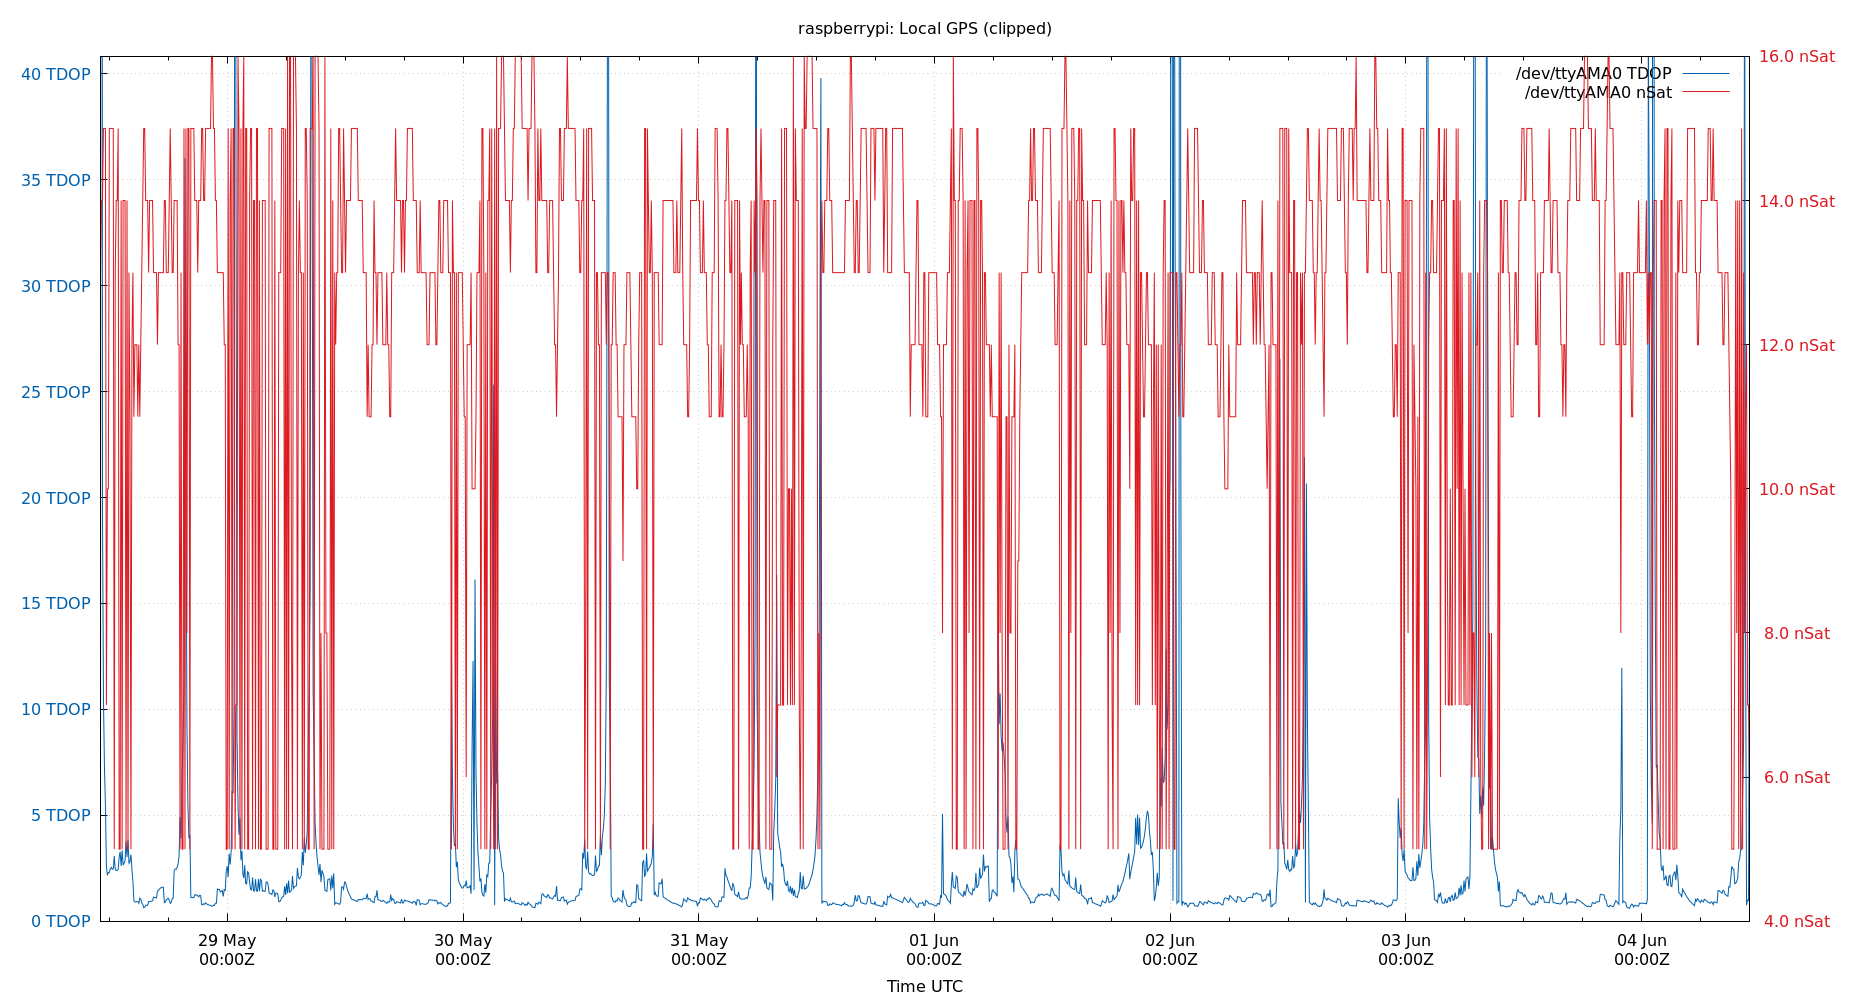 raspberrypi: Local GPS (clipped)
40 TDOP
35 TDOP
30 TDOP
25 TDOP
20 TDOP
15 TDOP
10 TDOP
5 TDOP
0 TDOP
16.0 nSat
14.0 nSat
12.0 nSat
10.0 nSat
8.0 nSat
6.0 nSat
4.0 nSat
/dev/ttyAMA0 TDOP
/dev/ttyAMA0 nSat
29 May 30 May 31 May 01 Jun 02 Jun 03 Jun 04 Jun
00:00Z 00:00Z 00:00Z 00:00Z 00:00Z 00:00Z 00:00Z
Time UTC